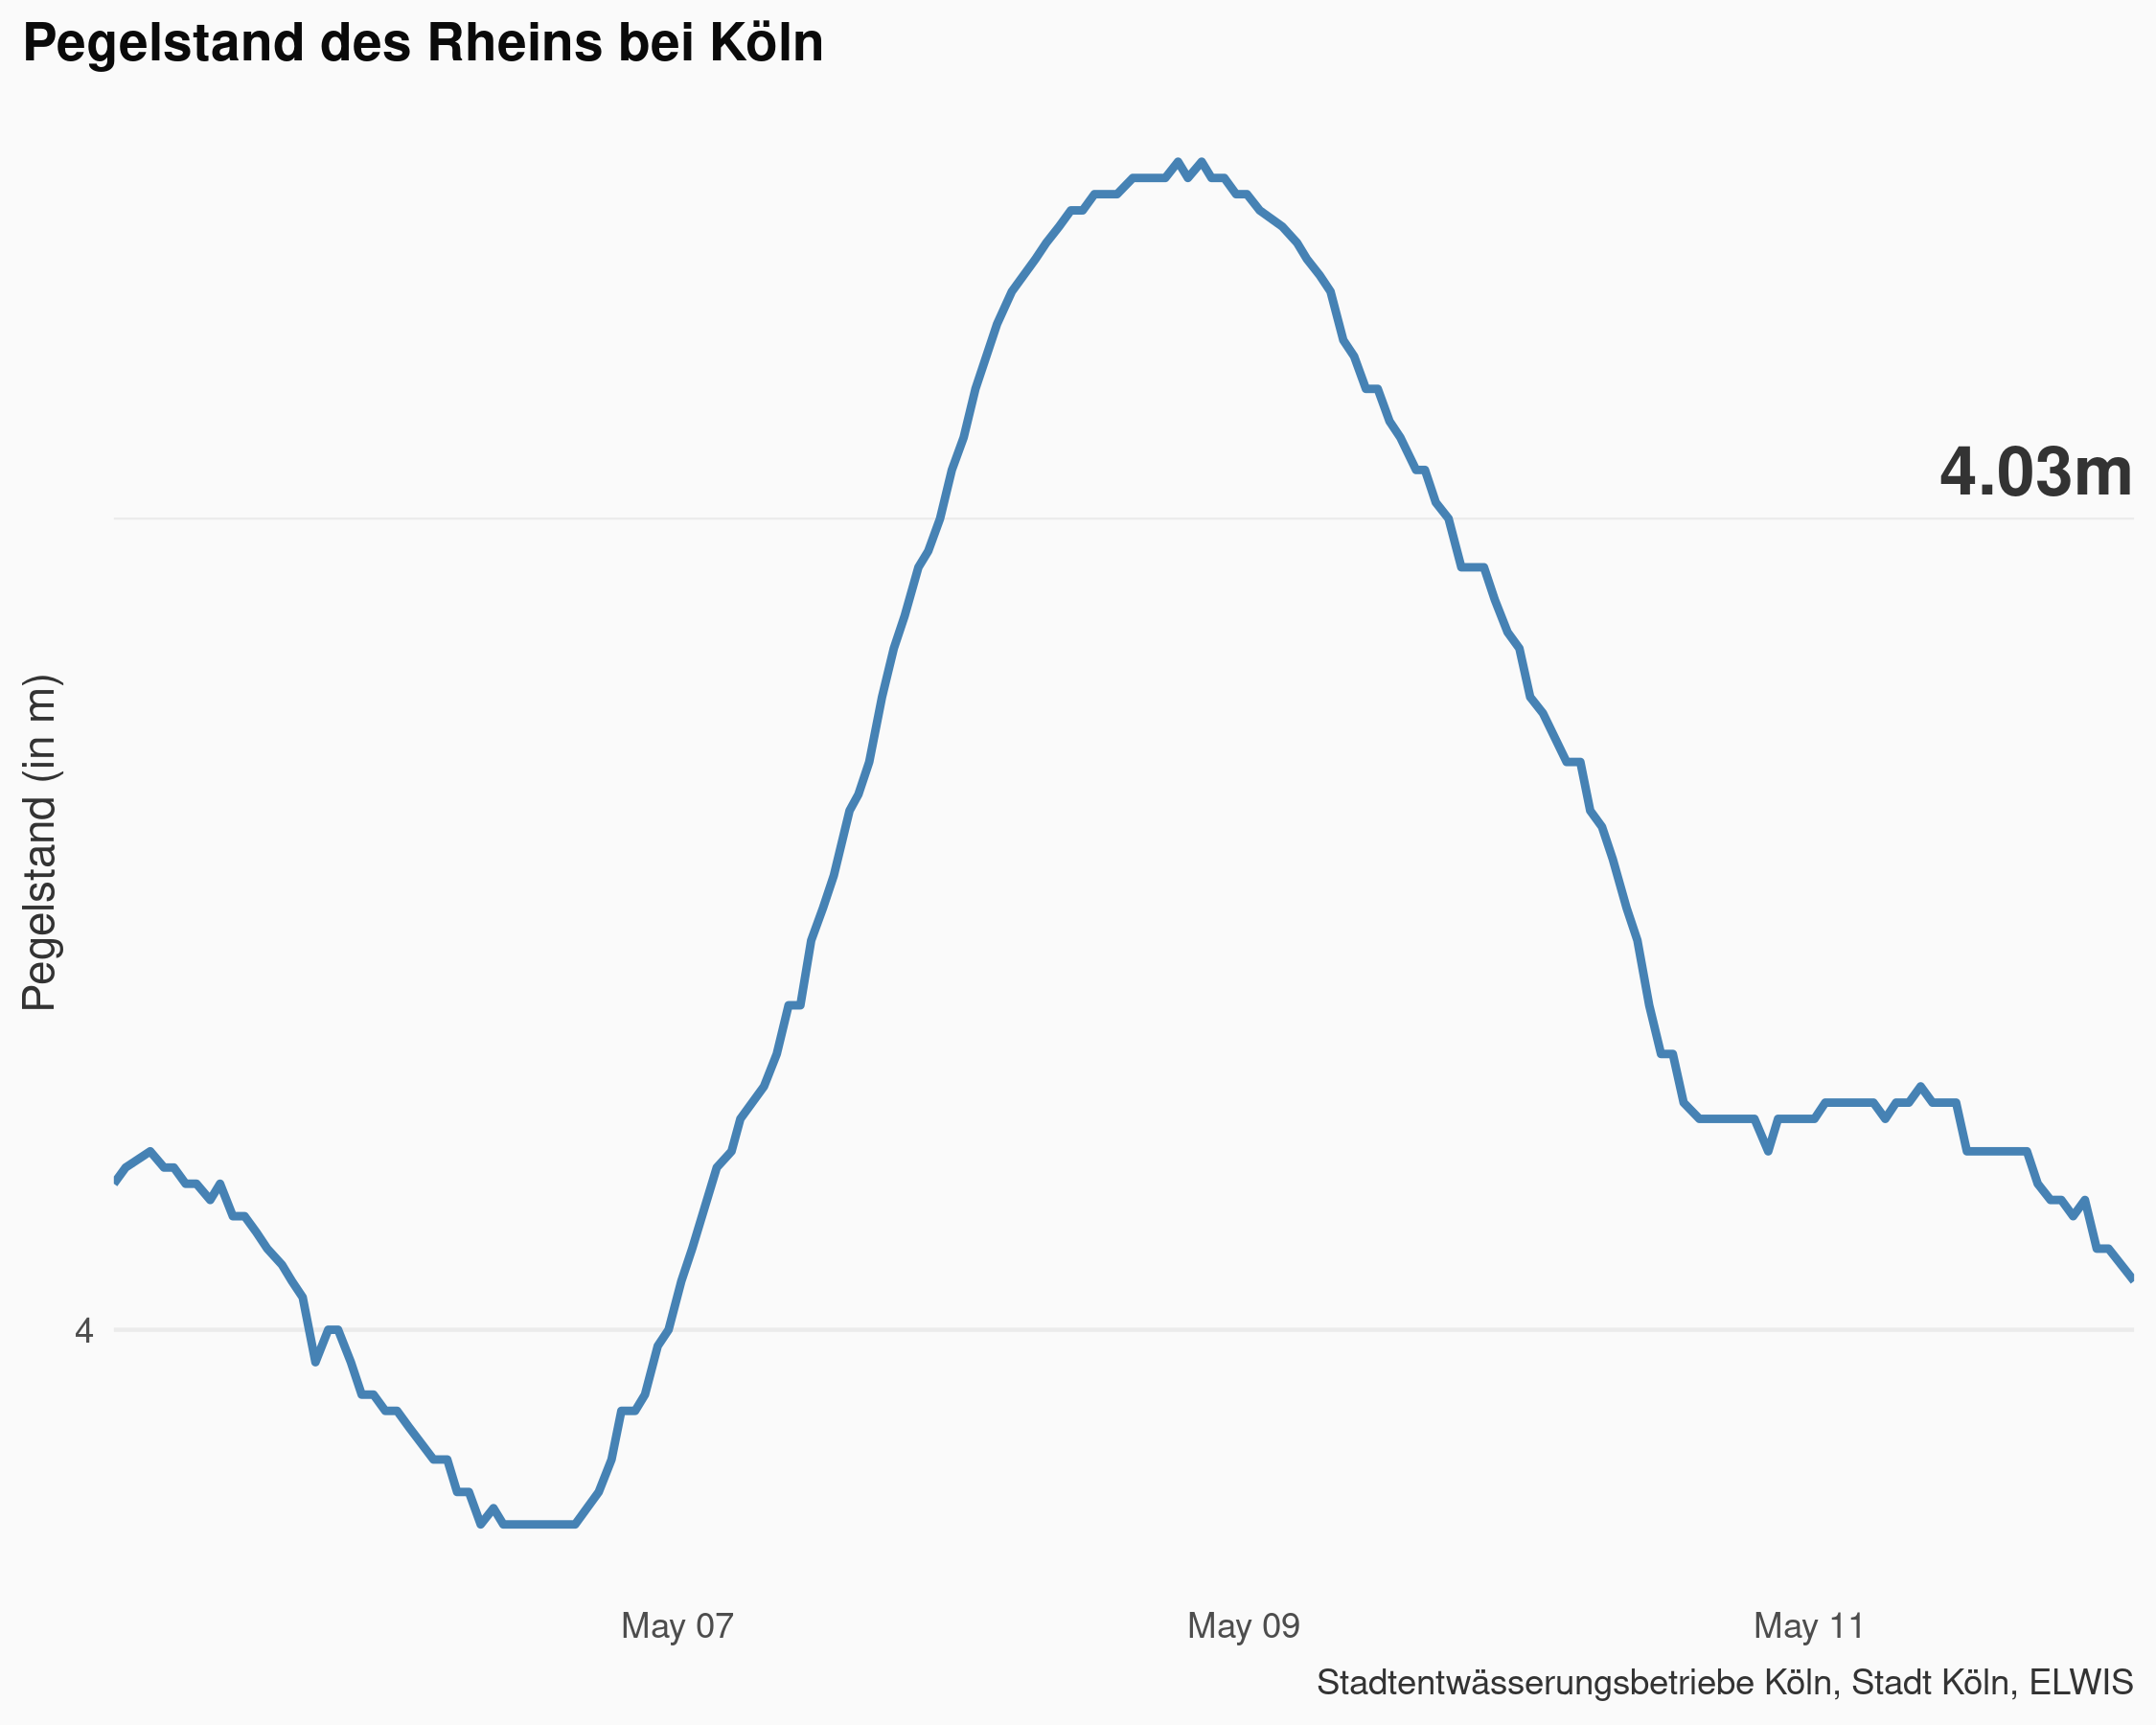 Pegelstand des Rheins bei Köln
4.03m
Pegelstand (in m)
4
May 07 May 09 May 11
Stadtentwässerungsbetriebe Köln, Stadt Köln, ELWIS